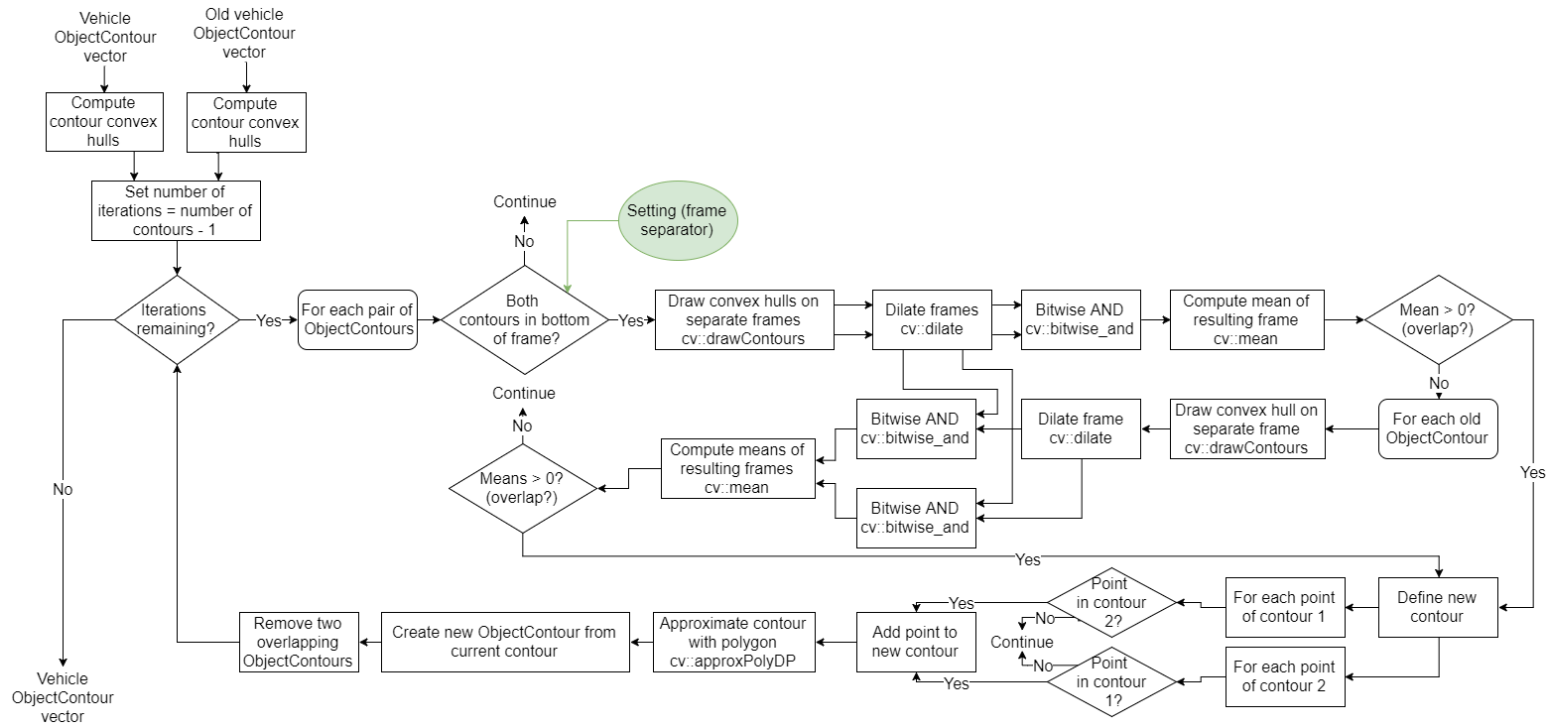 Vehicle
ObjectContour
vector
Old vehicle
ObjectContour
vector
Compute
contour convex
hulls
Compute
contour convex
hulls
Set number of
iterations = number of
contours - 1
Continue
No
Setting (frame
separator)
Iterations
remaining?
Yes
For each pair of
ObjectContours
Both
contours in bottom
of frame?
Yes
Draw convex hulls on
separate frames
cv::drawContours
Dilate frames
cv::dilate
Bitwise AND
cv::bitwise_and
Compute mean of
resulting frame
cv::mean
Mean > 0?
(overlap?)
No
For each old
ObjectContour
Draw convex hull on
separate frame
cv::drawContours
Dilate frame
cv::dilate
Bitwise AND
cv::bitwise_and
Bitwise AND
cv::bitwise_and
Compute means of
resulting frames
cv::mean
Continue
No
Means > 0?
(overlap?)
Yes
No
Yes
Define new
contour
For each point
of contour 1
Point
in contour
2?
Yes
No
Continue
For each point
of contour 2
Point
in contour
1?
No
Yes
Add point to
new contour
Approximate contour
with polygon
cv::approxPolyDP
Create new ObjectContour from
current contour
Remove two
overlapping
ObjectContours
Vehicle
ObjectContour
vector